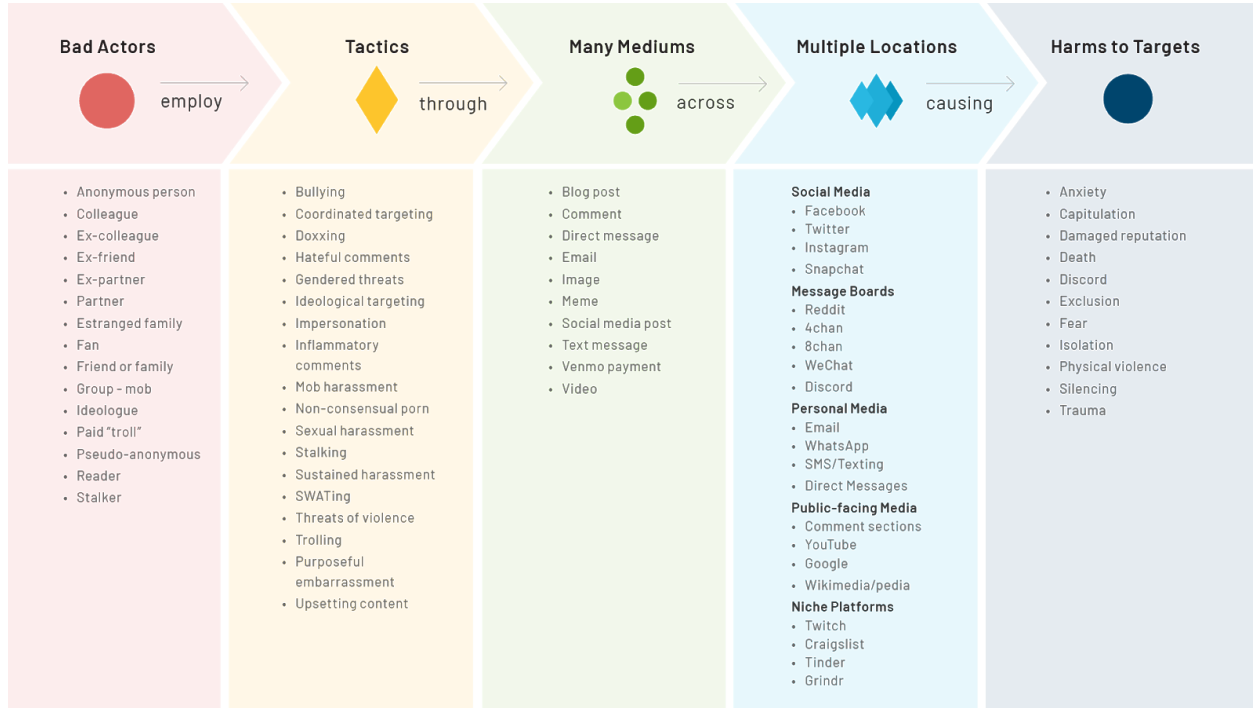 Bad Actors
employ
Tactics
through
Many Mediums
across
Multiple Locations
causing
Harms to Targets
• Anonymous person
• Colleague
• Ex-colleague
• Ex-friend
• Ex-partner
• Partner
• Estranged family
• Fan
• Friend or family
• Group - mob
• Ideologue
• Paid "troll"
• Pseudo-anonymous
• Reader
• Stalker
• Bullying
• Coordinated targeting
• Doxxing
• Hateful comments
• Gendered threats
• Ideological targeting
• Impersonation
• Inflammatory
comments
• Mob harassment
• Non-consensual porn
• Sexual harassment
• Stalking
• Sustained harassment
• SWATing
• Threats of violence
• Trolling
• Purposeful
embarrassment
• Upsetting content
• Blog post
• Comment
• Direct message
• Email
• Image
• Meme
• Social media post
• Text message
• Venmo payment
• Video
Social Media
• Facebook
• Twitter
• Instagram
• Snapchat
Message Boards
• Reddit
• 4chan
• 8chan
• WeChat
• Discord
Personal Media
• Email
• WhatsApp
• SMS/Texting
• Direct Messages
Public-facing Media
• Comment sections
• YouTube
• Google
• Wikimedia/pedia
Niche Platforms
• Twitch
• Craigslist
• Tinder
• Grindr
• Anxiety
• Capitulation
• Damaged reputation
• Death
• Discord
• Exclusion
• Fear
• Isolation
• Physical violence
• Silencing
• Trauma